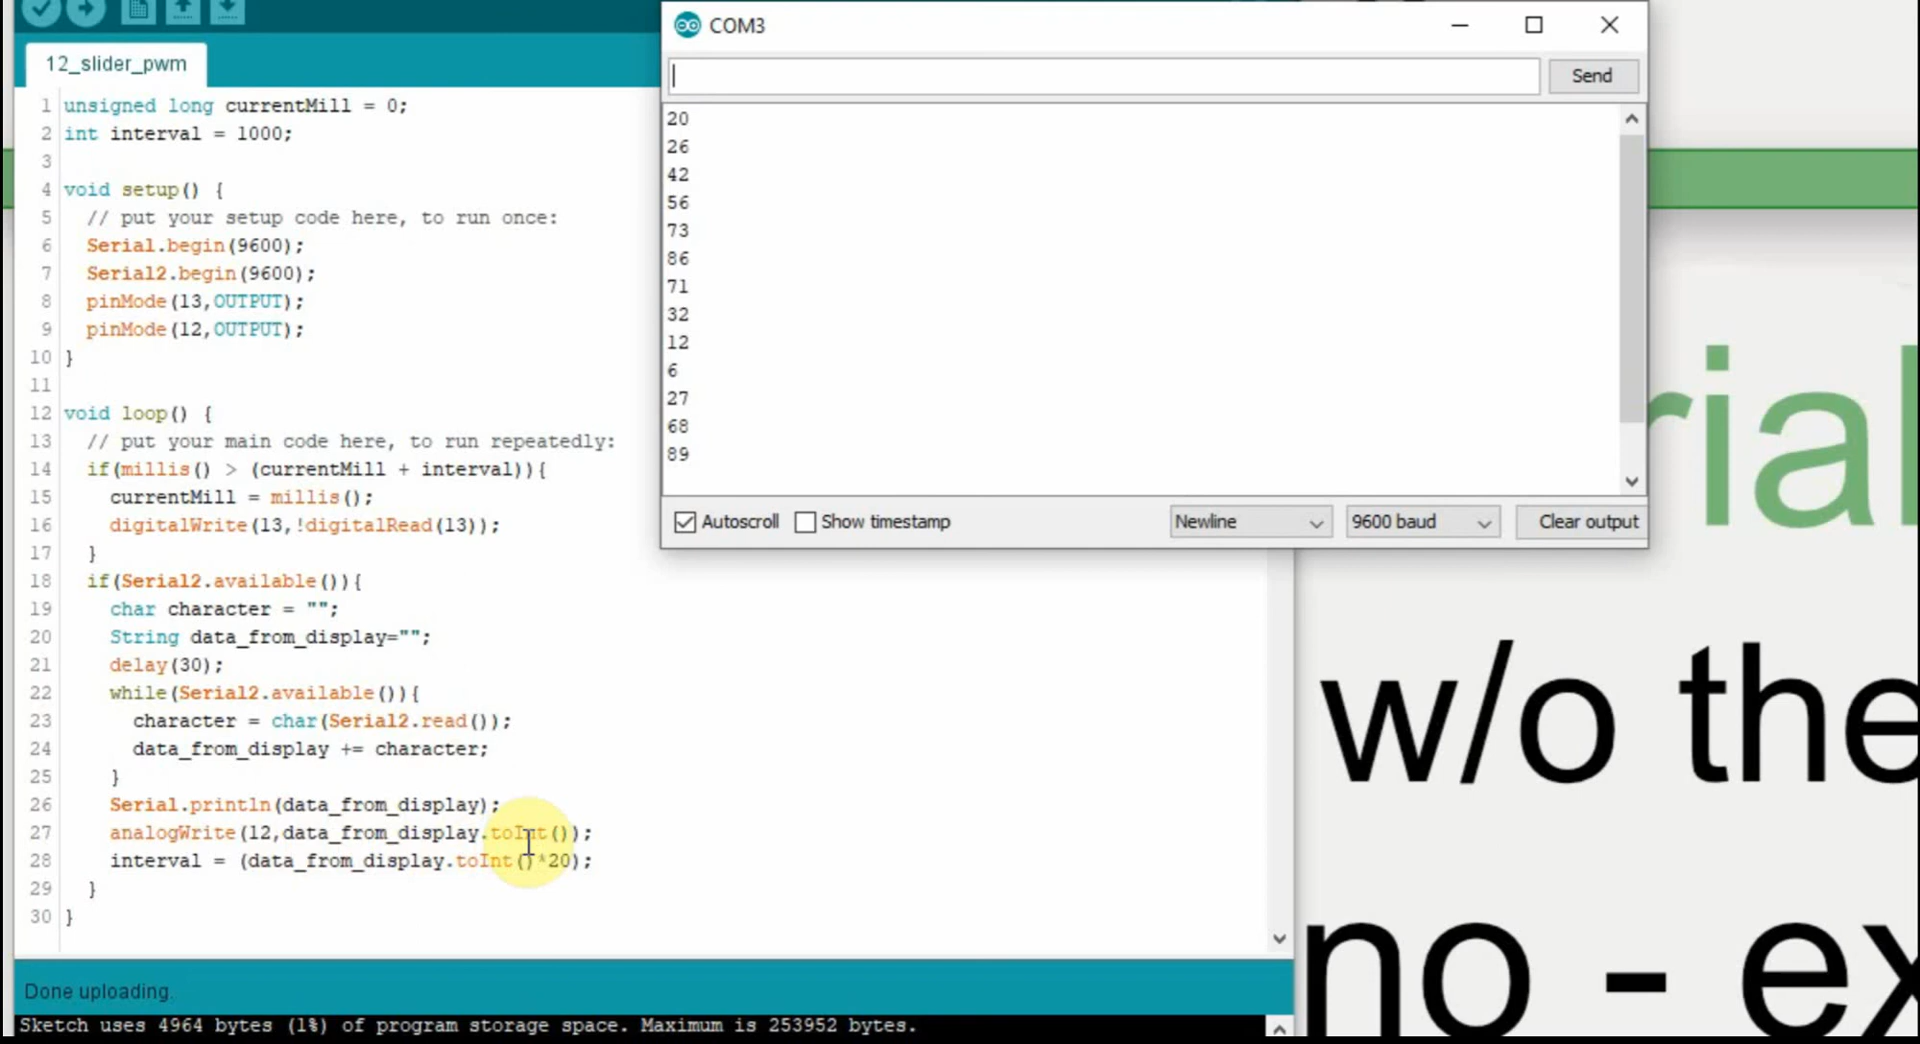 12_slider_pwm
1 unsigned long currentMill = 0;
2 int interval = 1000;
3
4 void setup() {
5 // put your setup code here, to run once:
6 Serial.begin(9600);
7 Serial2.begin(9600);
8 pinMode(13,OUTPUT);
9 pinMode(12,OUTPUT);
10 }
11
12 void loop() {
13 // put your main code here, to run repeatedly:
14 if(millis() > (currentMill + interval)){
15 currentMill = millis();
16 digitalWrite(13,!digitalRead(13));
17 }
18 if(Serial2.available()){
19 char character = "";
20 String data_from_display="";
21 delay(30);
22 while(Serial2.available()){
23 character = char(Serial2.read());
24 data_from_display += character;
25 }
26 Serial.println(data_from_display);
27 analogWrite(12,data_from_display.toInt());
28 interval = (data_from_display.toInt()*20);
29 }
30 }
Done uploading.
Sketch uses 4964 bytes (1%) of program storage space. Maximum is 253952 bytes.
COM3
Send
20
26
42
56
73
86
71
32
12
6
27
68
89
Autoscroll Show timestamp Newline 9600 baud Clear output
rial
w/o the
no - ex